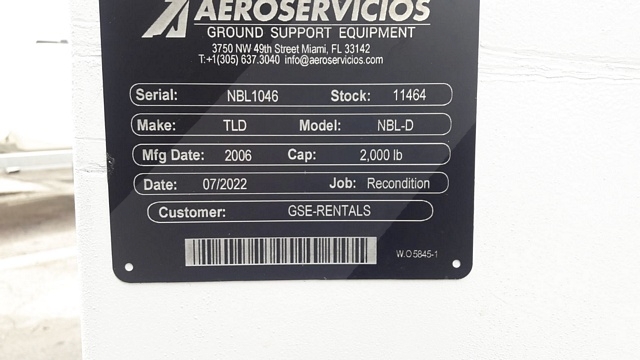 AEROSERVICIOS
GROUND SUPPORT EQUIPMENT
3750 NW 49th Street Miami, FL 33142
T:+1(305) 637.3040 info@aeroservicios.com
Serial: NBL1046 Stock: 11464
Make: TLD Model: NBL-D
Mfg Date: 2006 Cap: 2,000 lb
Date: 07/2022 Job: Recondition
Customer: GSE-RENTALS
W.O 5845-1